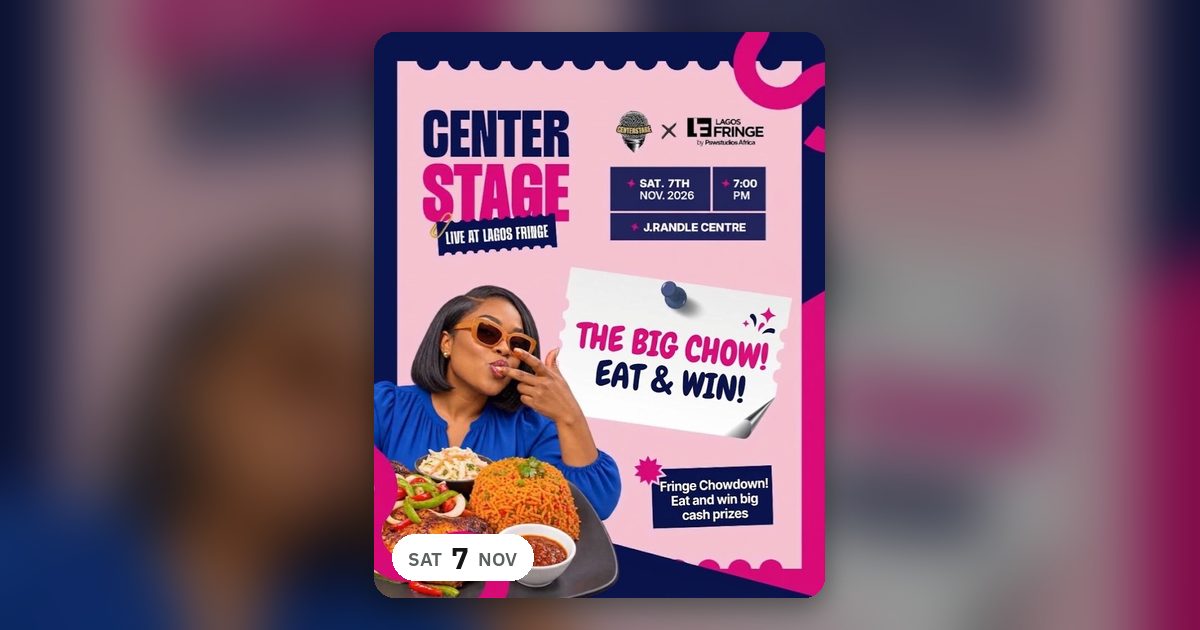 CENTER
STAGE
LIVE AT LAGOS FRINGE
CENTERSTAGE
LAGOS
FRINGE
by Pawstudios Africa
SAT. 7TH
NOV. 2026
7:00
PM
J.RANDLE CENTRE
THE BIG CHOW!
EAT & WIN!
Fringe Chowdown!
Eat and win big
cash prizes
SAT 7 NOV